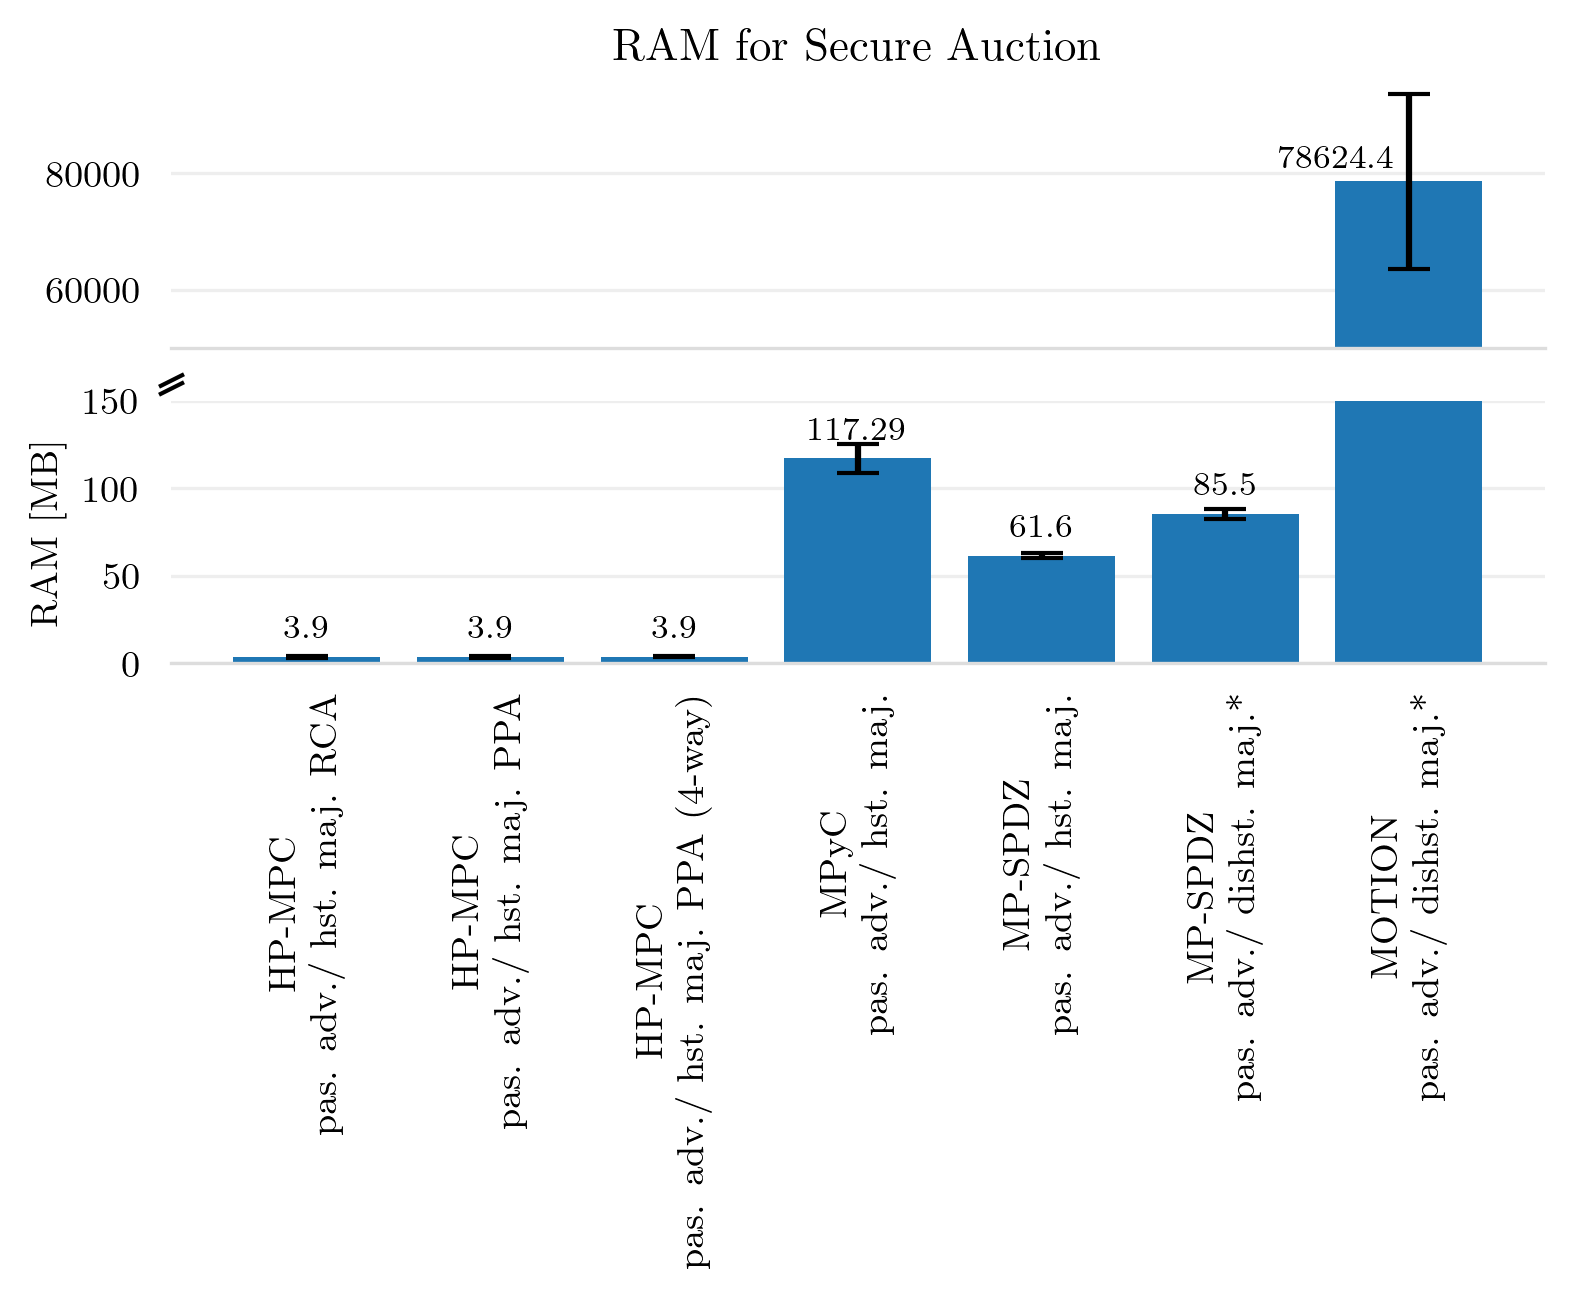 RAM for Secure Auction
80000
60000
78624.4
RAM [MB]
150
100
50
0
3.9
3.9
3.9
117.29
61.6
85.5
HP-MPC
pas. adv./ hst. maj. RCA
HP-MPC
pas. adv./ hst. maj. PPA
HP-MPC
pas. adv./ hst. maj. PPA (4-way)
MPyC
pas. adv./ hst. maj.
MP-SPDZ
pas. adv./ hst. maj.
MP-SPDZ
pas. adv./ dishst. maj.*
MOTION
pas. adv./ dishst. maj.*